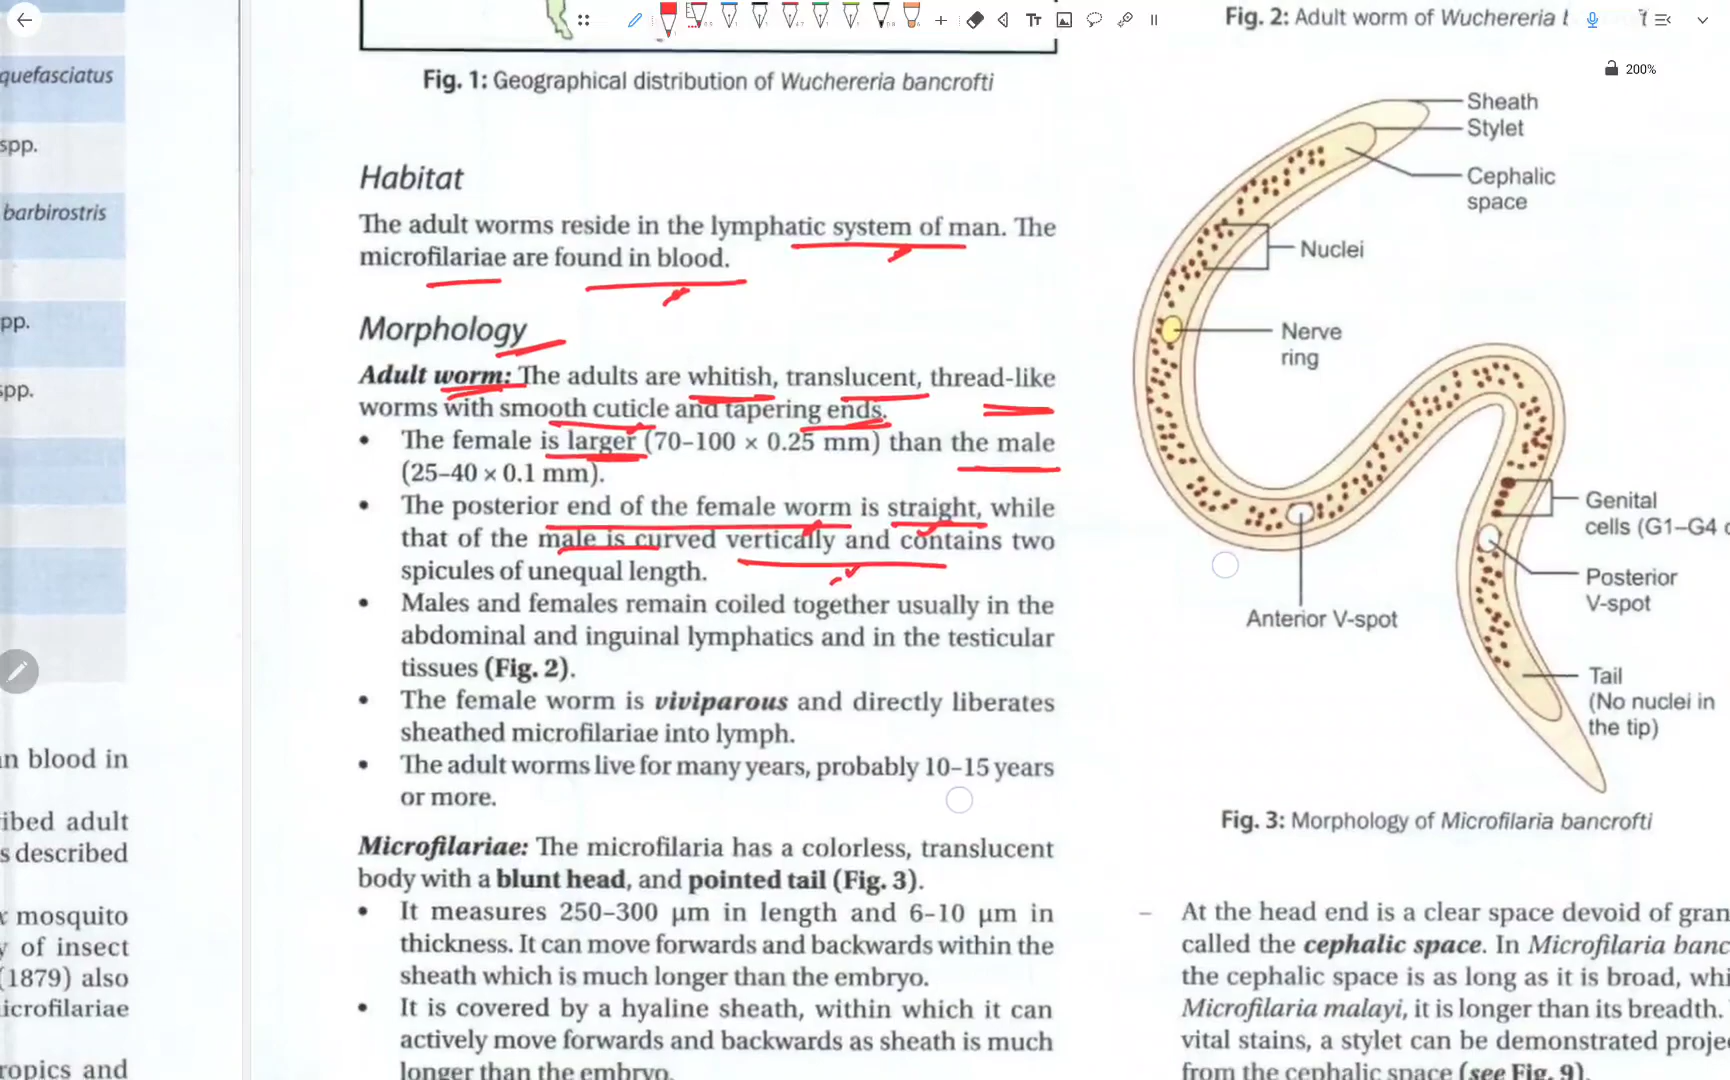 quefasciatus
spp.
barbirostris
pp.
spp.
n blood in
ibed adult
s described
mosquito
y of insect
(1879) also
icrofilariae
ropics and
Fig. 1: Geographical distribution of Wuchereria bancrofti
Habitat
The adult worms reside in the lymphatic system of man. The
microfilariae are found in blood.
Morphology
Adult worm: The adults are whitish, translucent, thread-like
worms with smooth cuticle and tapering ends.
• The female is larger (70–100 × 0.25 mm) than the male
(25–40 × 0.1 mm).
• The posterior end of the female worm is straight, while
that of the male is curved vertically and contains two
spicules of unequal length.
• Males and females remain coiled together usually in the
abdominal and inguinal lymphatics and in the testicular
tissues (Fig. 2).
• The female worm is viviparous and directly liberates
sheathed microfilariae into lymph.
• The adult worms live for many years, probably 10–15 years
or more.
Microfilariae: The microfilaria has a colorless, translucent
body with a blunt head, and pointed tail (Fig. 3).
• It measures 250–300 µm in length and 6–10 µm in
thickness. It can move forwards and backwards within the
sheath which is much longer than the embryo.
• It is covered by a hyaline sheath, within which it can
actively move forwards and backwards as sheath is much
longer than the embryo.
Fig. 2: Adult worm of Wuchereria
200%
Sheath
Stylet
Cephalic
space
Nuclei
Nerve
ring
Genital
cells (G1–G4
Posterior
V-spot
Anterior V-spot
Tail
(No nuclei in
the tip)
Fig. 3: Morphology of Microfilaria bancrofti
– At the head end is a clear space devoid of gran
called the cephalic space. In Microfilaria banc
the cephalic space is as long as it is broad, whi
Microfilaria malayi, it is longer than its breadth.
vital stains, a stylet can be demonstrated proje
from the cephalic space (see Fig. 9).